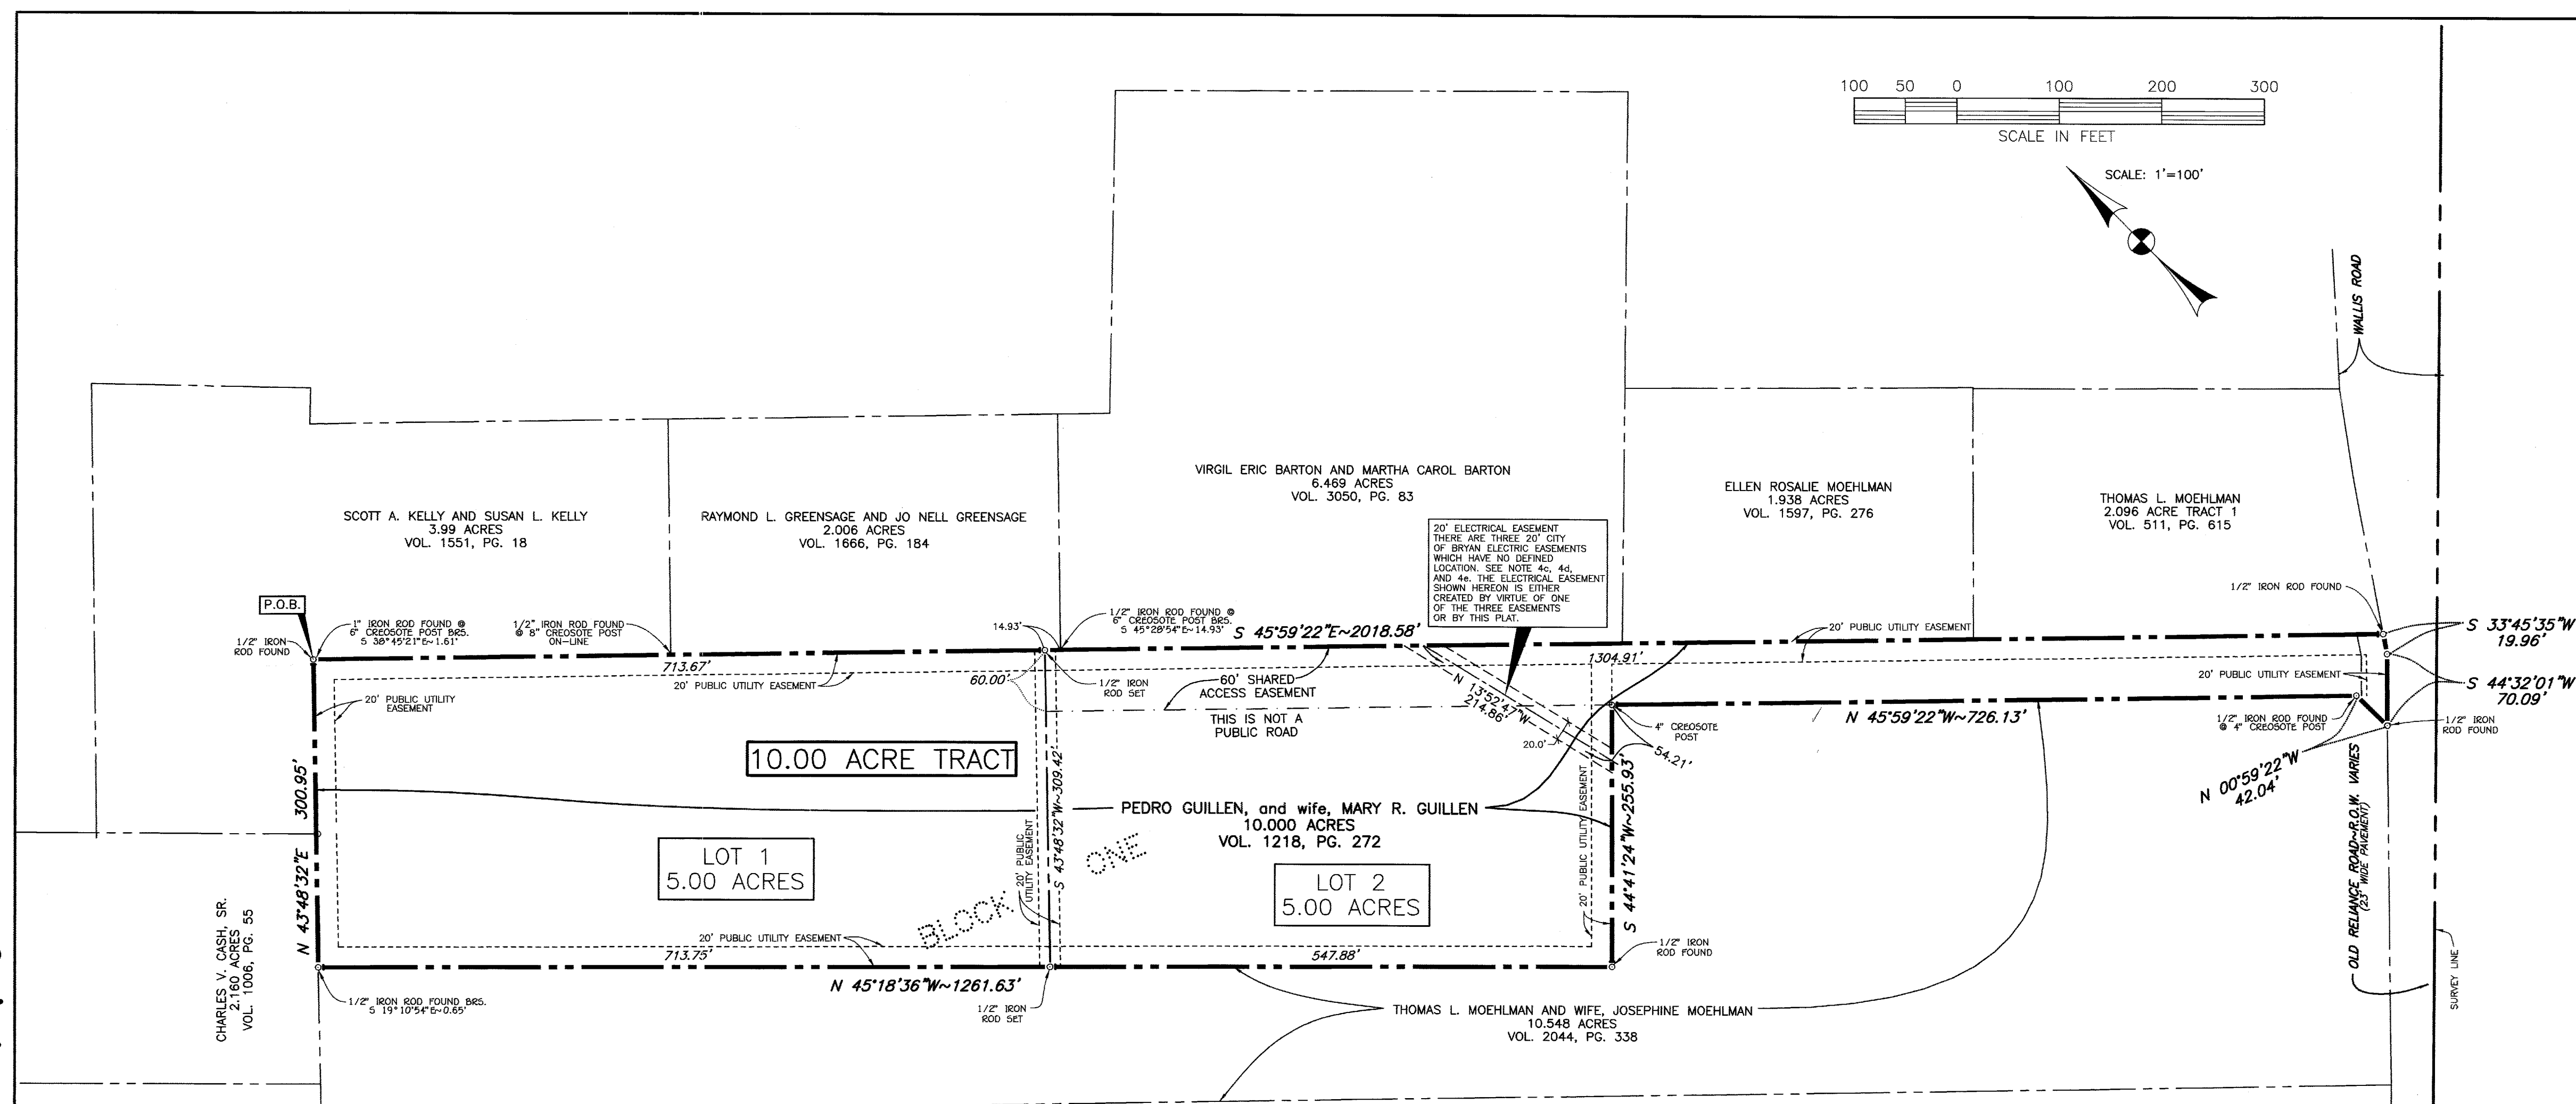 100 50 0 100 200 300
SCALE IN FEET
SCALE: 1'=100'
WALLIS ROAD
VIRGIL ERIC BARTON AND MARTHA CAROL BARTON
6.469 ACRES
VOL. 3050, PG. 83
ELLEN ROSALIE MOEHLMAN
1.938 ACRES
VOL. 1597, PG. 276
THOMAS L. MOEHLMAN
2.096 ACRE TRACT 1
VOL. 511, PG. 615
SCOTT A. KELLY AND SUSAN L. KELLY
3.99 ACRES
VOL. 1551, PG. 18
RAYMOND L. GREENSAGE AND JO NELL GREENSAGE
2.006 ACRES
VOL. 1666, PG. 184
20' ELECTRICAL EASEMENT
THERE ARE THREE 20' CITY
OF BRYAN ELECTRIC EASEMENTS
WHICH HAVE NO DEFINED
LOCATION. SEE NOTE 4c, 4d,
AND 4e. THE ELECTRICAL EASEMENT
SHOWN HEREON IS EITHER
CREATED BY VIRTUE OF ONE
OF THE THREE EASEMENTS
OR BY THIS PLAT.
P.O.B.
1/2" IRON
ROD FOUND
1" IRON ROD FOUND @
6" CREOSOTE POST BRS.
S 38°45'21"E~1.61'
1/2" IRON ROD FOUND
@ 8" CREOSOTE POST
ON-LINE
14.93'
1/2" IRON ROD FOUND @
6" CREOSOTE POST BRS.
S 45°28'54"E~14.93'
S 45°59'22"E~2018.58'
20' PUBLIC UTILITY EASEMENT
1/2" IRON ROD FOUND
S 33°45'35"W
19.96'
713.67'
20' PUBLIC UTILITY EASEMENT
60.00'
1/2" IRON
ROD SET
60' SHARED
ACCESS EASEMENT
1304.91'
20' PUBLIC UTILITY EASEMENT
S 44°32'01"W
70.09'
20' PUBLIC UTILITY
EASEMENT
THIS IS NOT A
PUBLIC ROAD
N 13°52'47"W
214.86'
20.0'
4" CREOSOTE
POST
54.21'
N 45°59'22"W~726.13'
1/2" IRON ROD FOUND
@ 4" CREOSOTE POST
1/2" IRON
ROD FOUND
N 00°59'22"W
42.04'
10.00 ACRE TRACT
N 43°48'32"E 300.95'
S 43°48'32"W~309.42'
20' PUBLIC
UTILITY EASEMENT
PEDRO GUILLEN, and wife, MARY R. GUILLEN
10.000 ACRES
VOL. 1218, PG. 272
20' PUBLIC UTILITY EASEMENT
S 44°41'24"W~255.93'
LOT 1
5.00 ACRES
BLOCK ONE
LOT 2
5.00 ACRES
OLD RELIANCE ROAD~R.O.W. VARIES
(23' WIDE PAVEMENT)
SURVEY LINE
CHARLES V. CASH, SR.
2.160 ACRES
VOL. 1006, PG. 55
20' PUBLIC UTILITY EASEMENT
713.75'
547.88'
1/2" IRON
ROD FOUND
N 45°18'36"W~1261.63'
1/2" IRON ROD FOUND BRS.
S 19°10'54"E~0.65'
1/2" IRON
ROD SET
THOMAS L. MOEHLMAN AND WIFE, JOSEPHINE MOEHLMAN
10.548 ACRES
VOL. 2044, PG. 338